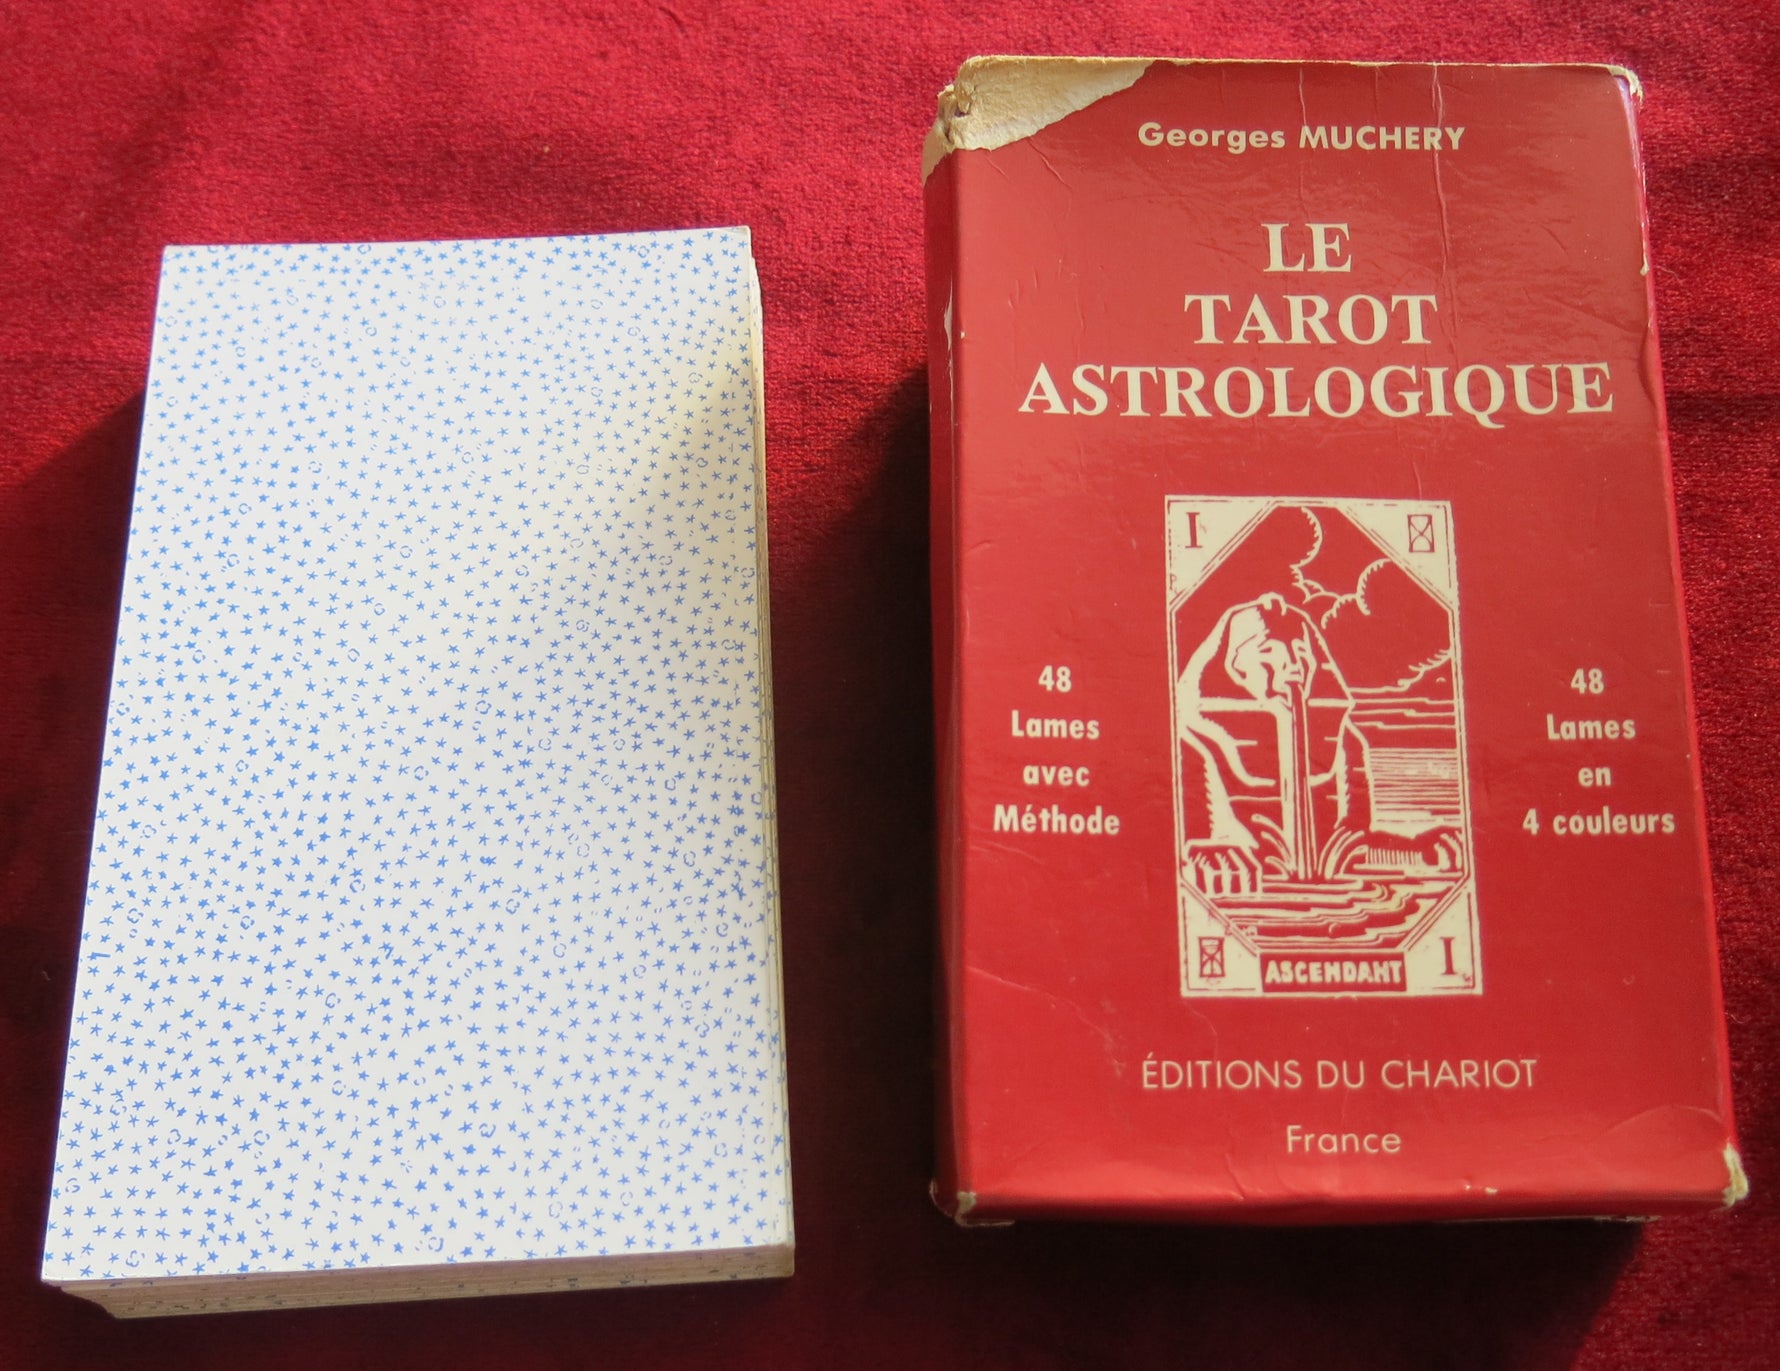 Georges MUCHERY
LE
TAROT
ASTROLOGIQUE
I
48
Lames
avec
Méthode
48
Lames
en
4 couleurs
ASCENDANT
I
ÉDITIONS DU CHARIOT
France